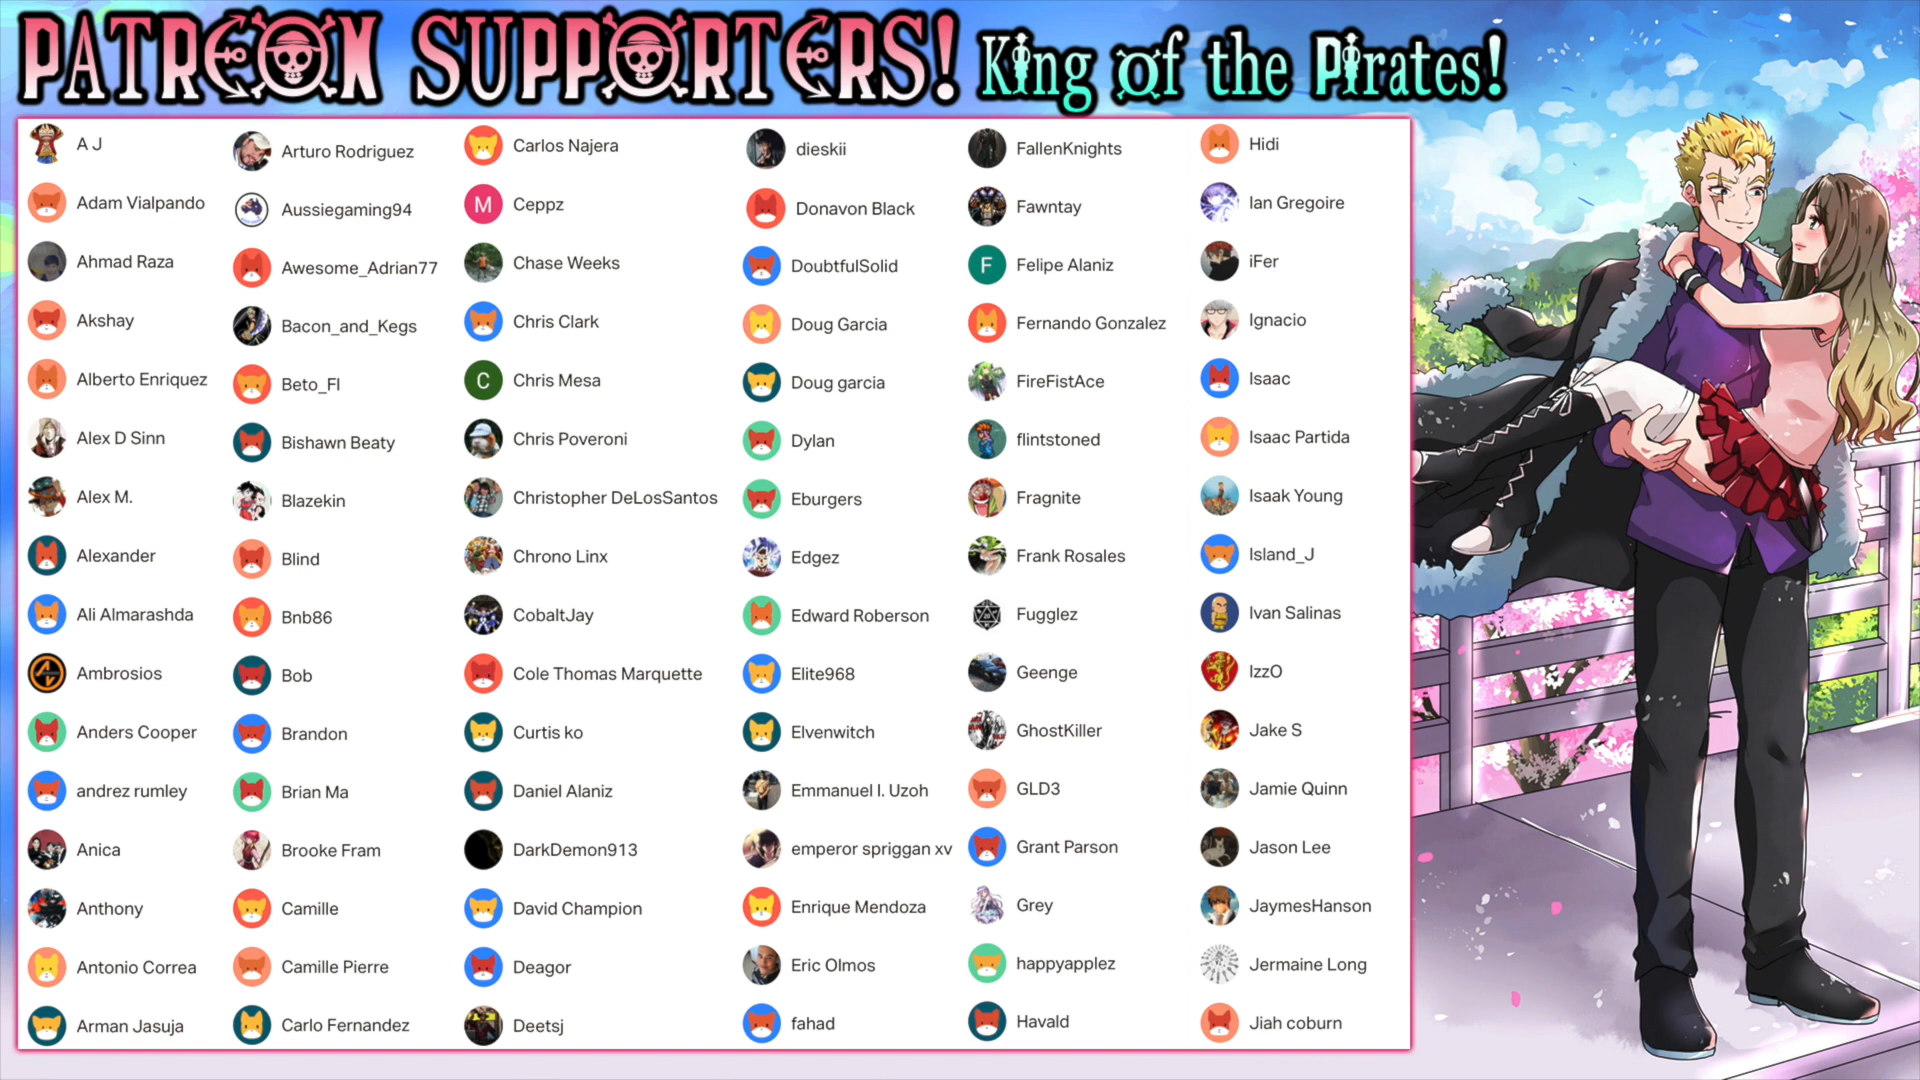 PATREON SUPPORTERS! King of the Pirates!
A J
Adam Vialpando
Ahmad Raza
Akshay
Alberto Enriquez
Alex D Sinn
Alex M.
Alexander
Ali Almarashda
Ambrosios
Anders Cooper
andrez rumley
Anica
Anthony
Antonio Correa
Arman Jasuja
Arturo Rodriguez
Aussiegaming94
Awesome_Adrian77
Bacon_and_Kegs
Beto_Fl
Bishawn Beaty
Blazekin
Blind
Bnb86
Bob
Brandon
Brian Ma
Brooke Fram
Camille
Camille Pierre
Carlo Fernandez
Carlos Najera
M Ceppz
Chase Weeks
Chris Clark
C Chris Mesa
Chris Poveroni
Christopher DeLosSantos
Chrono Linx
CobaltJay
Cole Thomas Marquette
Curtis ko
Daniel Alaniz
DarkDemon913
David Champion
Deagor
Deetsj
dieskii
Donavon Black
DoubtfulSolid
Doug Garcia
Doug garcia
Dylan
Eburgers
Edgez
Edward Roberson
Elite968
Elvenwitch
Emmanuel I. Uzoh
emperor spriggan xv
Enrique Mendoza
Eric Olmos
fahad
FallenKnights
Fawntay
F Felipe Alaniz
Fernando Gonzalez
FireFistAce
flintstoned
Fragnite
Frank Rosales
Fugglez
Geenge
GhostKiller
GLD3
Grant Parson
Grey
happyapplez
Havald
Hidi
Ian Gregoire
iFer
Ignacio
Isaac
Isaac Partida
Isaak Young
Island_J
Ivan Salinas
IzzO
Jake S
Jamie Quinn
Jason Lee
JaymesHanson
Jermaine Long
Jiah coburn